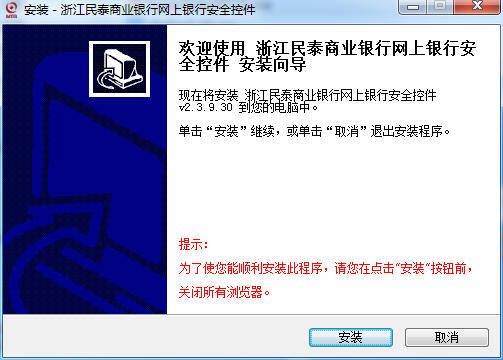 安装 - 浙江民泰商业银行网上银行安全控件
欢迎使用 浙江民泰商业银行网上银行安
全控件 安装向导
现在将安装 浙江民泰商业银行网上银行安全控件
v2.3.9.30 到您的电脑中。
单击“安装”继续，或单击“取消”退出安装程序。
提示：
为了使您能顺利安装此程序，请您在点击“安装”按钮前，
关闭所有浏览器。
安装
取消